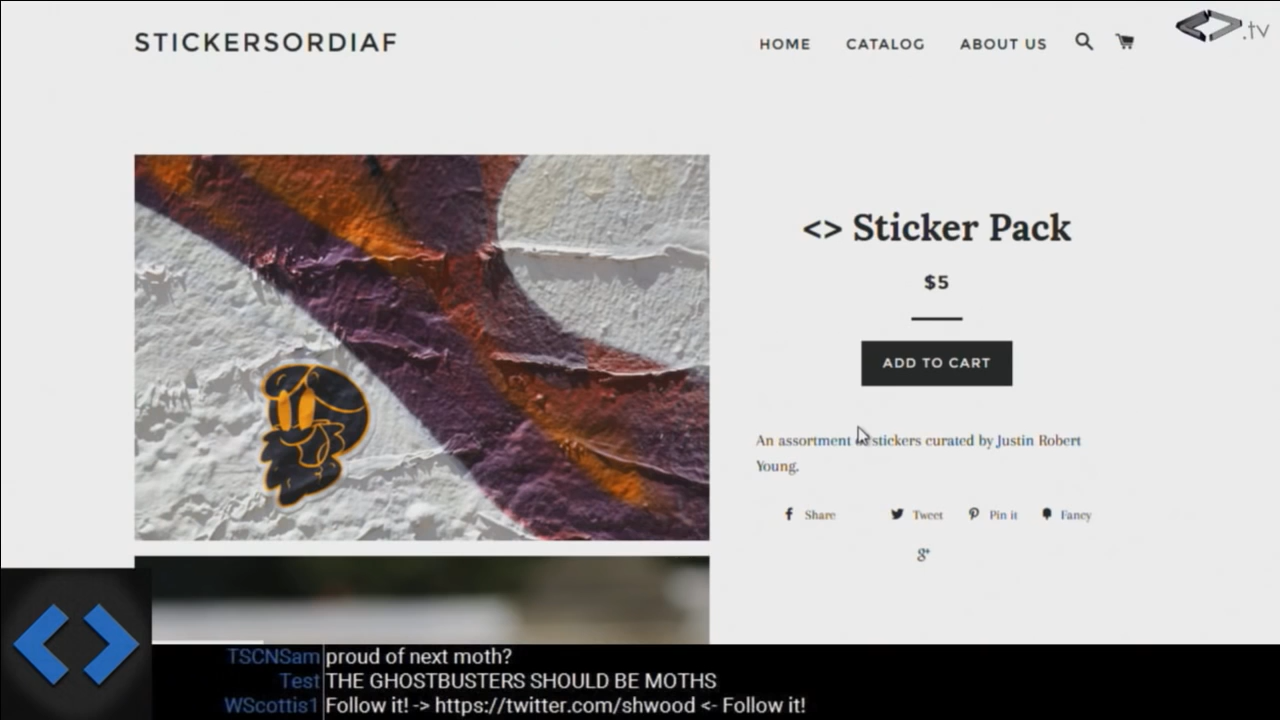 STICKERSORDIAF
HOME CATALOG ABOUT US
.tv
<> Sticker Pack
$5
ADD TO CART
An assortment stickers curated by Justin Robert
Young.
Share Tweet Pin it Fancy
g+
TSCNSam proud of next moth?
Test THE GHOSTBUSTERS SHOULD BE MOTHS
WScottis1 Follow it! -> https://twitter.com/shwood <- Follow it!